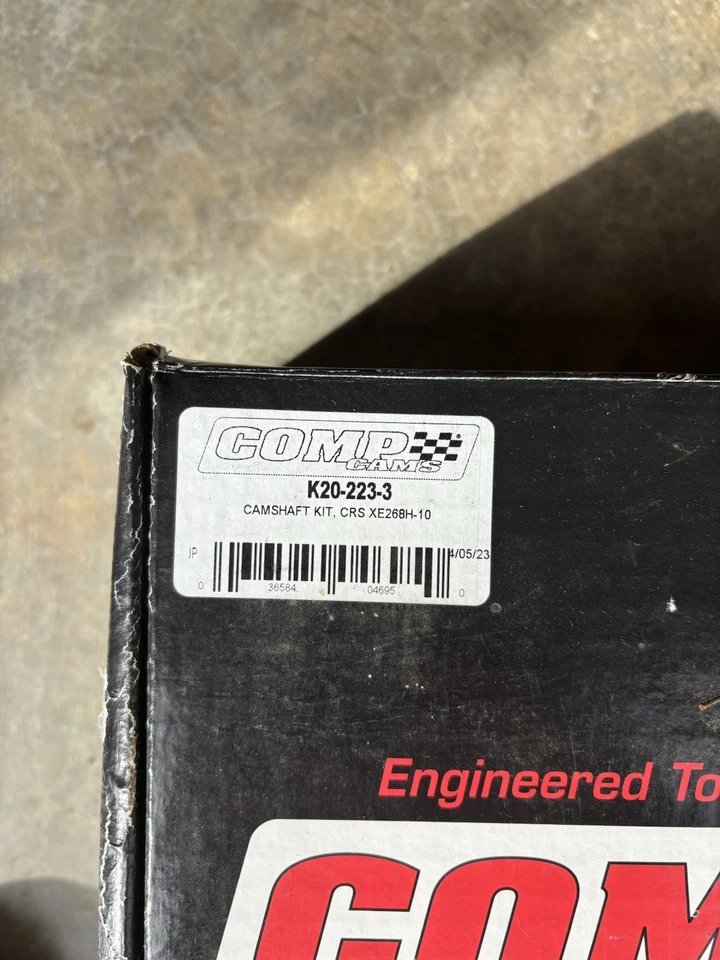 COMP
CAMS
K20-223-3
CAMSHAFT KIT, CRS XE268H-10
JP
4/05/23
0 36584 04695 0
Engineered To
COM